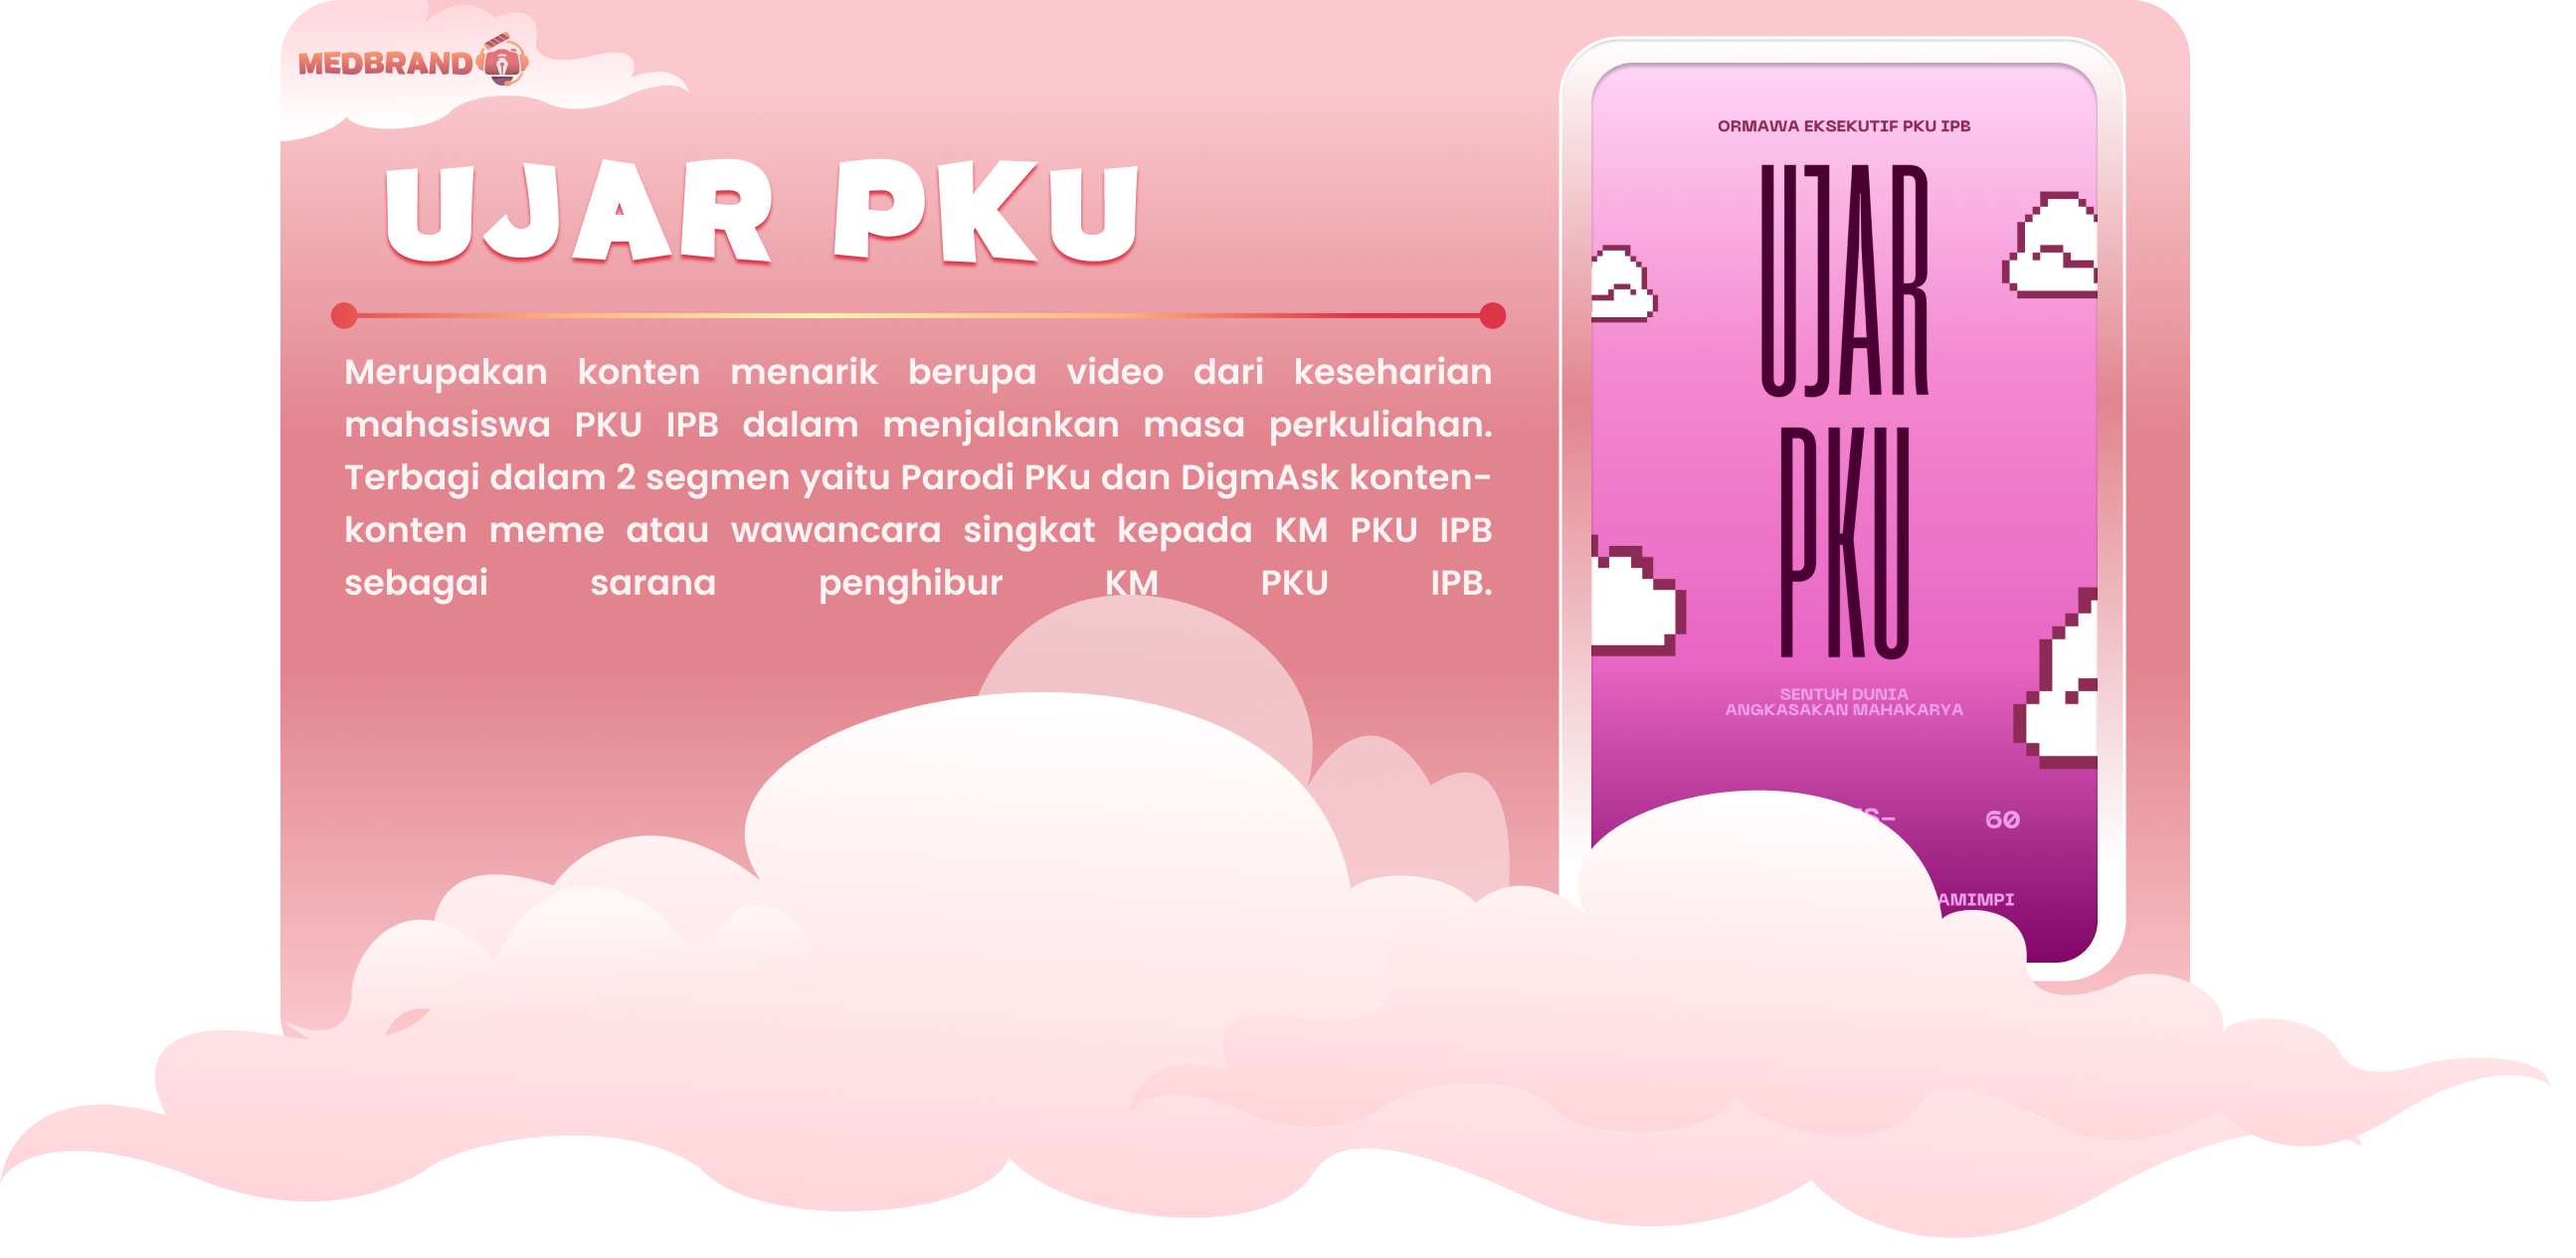 MEDBRAND
UJAR PKU
Merupakan konten menarik berupa video dari keseharian
mahasiswa PKU IPB dalam menjalankan masa perkuliahan.
Terbagi dalam 2 segmen yaitu Parodi PKu dan DigmAsk konten-
konten meme atau wawancara singkat kepada KM PKU IPB
sebagai sarana penghibur KM PKU IPB.
ORMAWA EKSEKUTIF PKU IPB
UJAR
PKU
SENTUH DUNIA
ANGKASAKAN MAHAKARYA
60